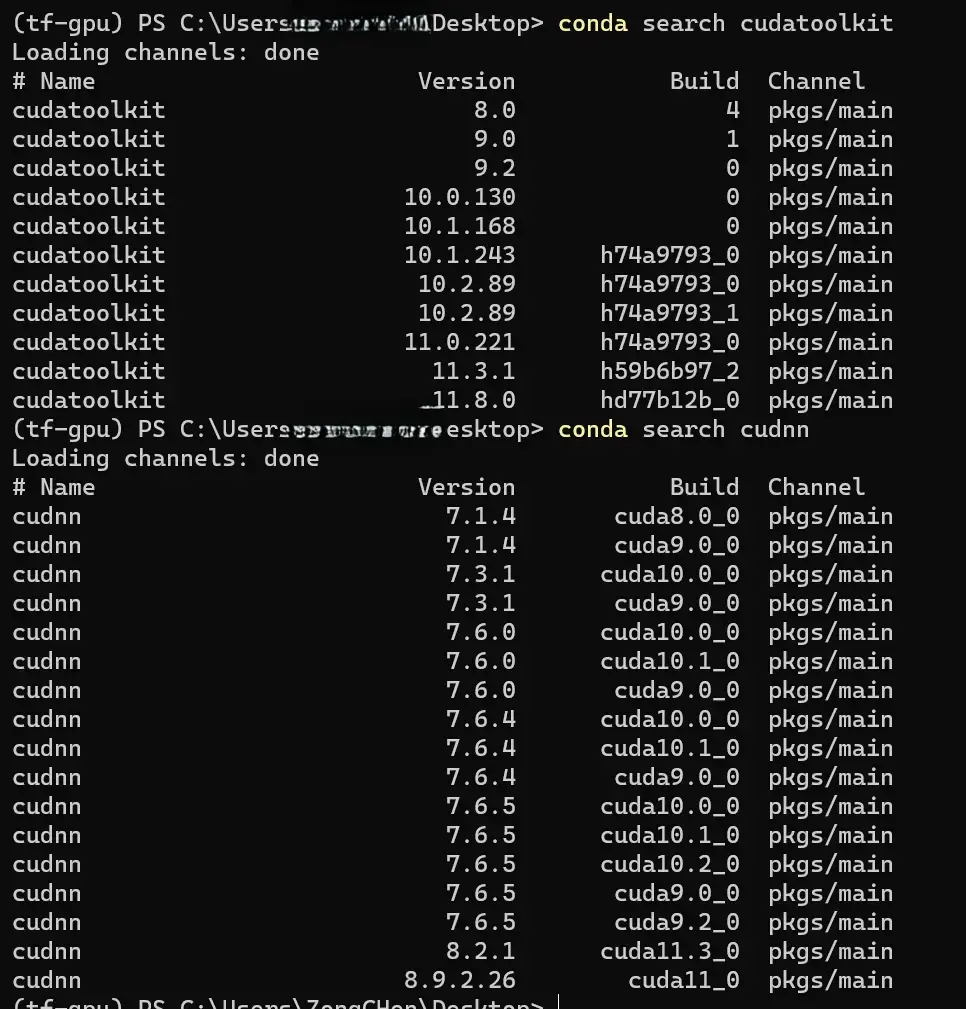 (tf-gpu) PS C:\Users Desktop> conda search cudatoolkit
Loading channels: done
# Name Version Build Channel
cudatoolkit 8.0 4 pkgs/main
cudatoolkit 9.0 1 pkgs/main
cudatoolkit 9.2 0 pkgs/main
cudatoolkit 10.0.130 0 pkgs/main
cudatoolkit 10.1.168 0 pkgs/main
cudatoolkit 10.1.243 h74a9793_0 pkgs/main
cudatoolkit 10.2.89 h74a9793_0 pkgs/main
cudatoolkit 10.2.89 h74a9793_1 pkgs/main
cudatoolkit 11.0.221 h74a9793_0 pkgs/main
cudatoolkit 11.3.1 h59b6b97_2 pkgs/main
cudatoolkit 11.8.0 hd77b12b_0 pkgs/main
(tf-gpu) PS C:\Users esktop> conda search cudnn
Loading channels: done
# Name Version Build Channel
cudnn 7.1.4 cuda8.0_0 pkgs/main
cudnn 7.1.4 cuda9.0_0 pkgs/main
cudnn 7.3.1 cuda10.0_0 pkgs/main
cudnn 7.3.1 cuda9.0_0 pkgs/main
cudnn 7.6.0 cuda10.0_0 pkgs/main
cudnn 7.6.0 cuda10.1_0 pkgs/main
cudnn 7.6.0 cuda9.0_0 pkgs/main
cudnn 7.6.4 cuda10.0_0 pkgs/main
cudnn 7.6.4 cuda10.1_0 pkgs/main
cudnn 7.6.4 cuda9.0_0 pkgs/main
cudnn 7.6.5 cuda10.0_0 pkgs/main
cudnn 7.6.5 cuda10.1_0 pkgs/main
cudnn 7.6.5 cuda10.2_0 pkgs/main
cudnn 7.6.5 cuda9.0_0 pkgs/main
cudnn 7.6.5 cuda9.2_0 pkgs/main
cudnn 8.2.1 cuda11.3_0 pkgs/main
cudnn 8.9.2.26 cuda11_0 pkgs/main
(tf-gpu) PS C:\Users\ZongCHen\Desktop>